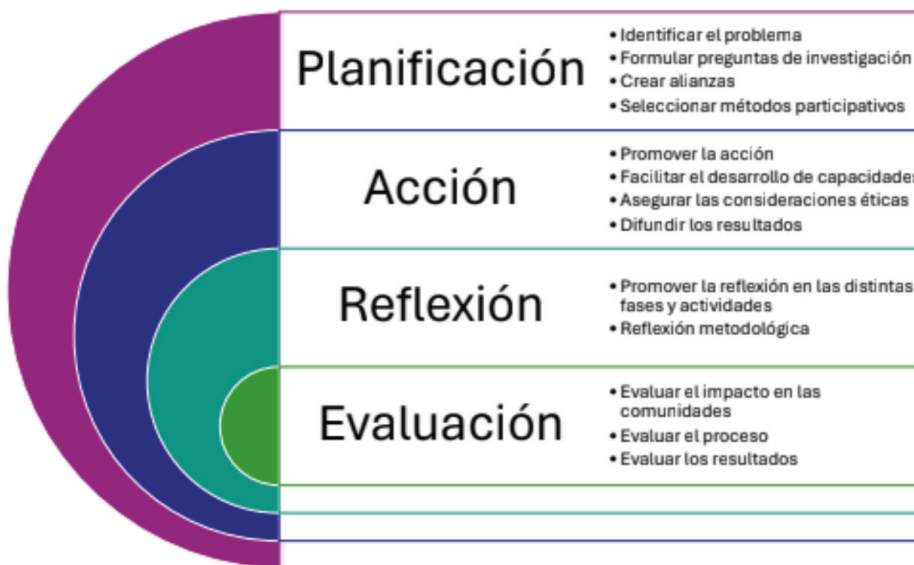 Planificación
• Identificar el problema
• Formular preguntas de investigación
• Crear alianzas
• Seleccionar métodos participativos
Acción
• Promover la acción
• Facilitar el desarrollo de capacidades
• Asegurar las consideraciones éticas
• Difundir los resultados
Reflexión
• Promover la reflexión en las distintas
fases y actividades
• Reflexión metodológica
Evaluación
• Evaluar el impacto en las
comunidades
• Evaluar el proceso
• Evaluar los resultados